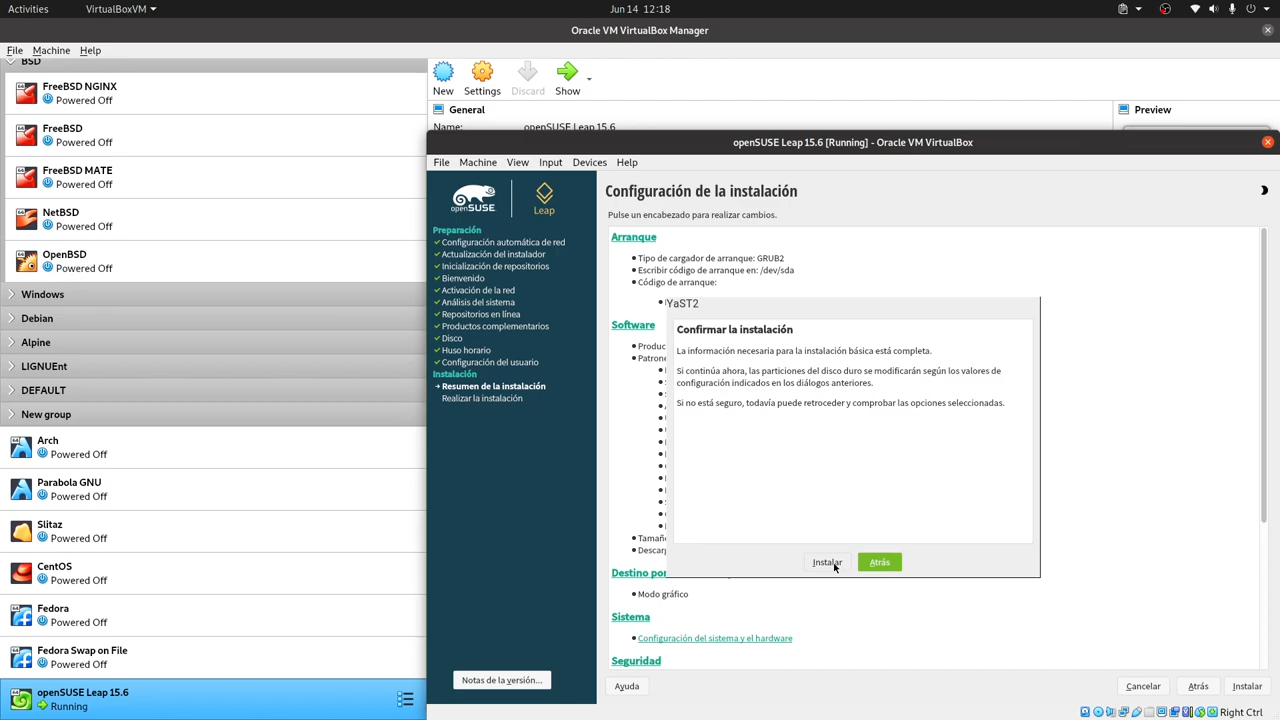 Activities
VirtualBoxVM
Jun 14 12:18
Oracle VM VirtualBox Manager
File Machine Help
BSD
FreeBSD NGINX
Powered Off
FreeBSD
Powered Off
FreeBSD MATE
Powered Off
NetBSD
Powered Off
OpenBSD
Powered Off
Windows
Debian
Alpine
LIGNUEnt
DEFAULT
New group
Arch
Powered Off
Parabola GNU
Powered Off
Slitaz
Powered Off
CentOS
Powered Off
Fedora
Powered Off
Fedora Swap on File
Powered Off
openSUSE Leap 15.6
Running
New Settings Discard Show
General
Preview
Name: openSUSE Leap 15.6
openSUSE Leap 15.6 [Running] - Oracle VM VirtualBox
File Machine View Input Devices Help
openSUSE Leap
Preparación
Configuración automática de red
Actualización del instalador
Inicialización de repositorios
Bienvenido
Activación de la red
Análisis del sistema
Repositorios en línea
Productos complementarios
Disco
Huso horario
Configuración del usuario
Instalación
Resumen de la instalación
Realizar la instalación
Notas de la versión...
Configuración de la instalación
Pulse un encabezado para realizar cambios.
Arranque
Tipo de cargador de arranque: GRUB2
Escribir código de arranque en: /dev/sda
Código de arranque:
Software
YaST2
Confirmar la instalación
La información necesaria para la instalación básica está completa.
Si continúa ahora, las particiones del disco duro se modificarán según los valores de
configuración indicados en los diálogos anteriores.
Si no está seguro, todavía puede retroceder y comprobar las opciones seleccionadas.
Instalar Atrás
Destino por
Modo gráfico
Sistema
Configuración del sistema y el hardware
Seguridad
Ayuda Cancelar Atrás Instalar
Right Ctrl